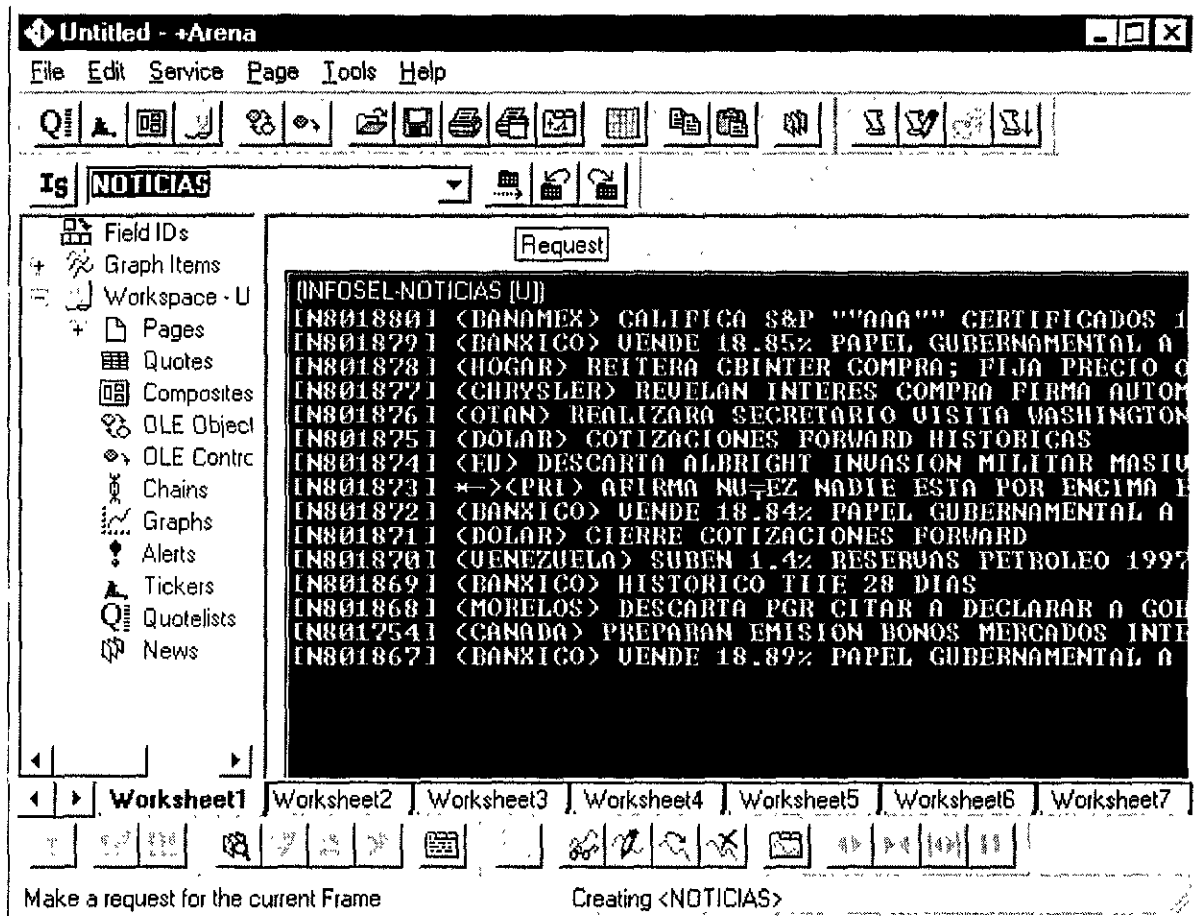 Untitled - +Arena
File Edit Service Page Tools Help
IS NOTICIAS
Request
Field IDs
Graph Items
Workspace - U
Pages
Quotes
Composites
OLE Object
OLE Contrc
Chains
Graphs
Alerts
Tickers
Quotelists
News
(INFOSEL-NOTICIAS [U])
[N801880] <BANAMEX> CALIFICA S&P ""AAA"" CERTIFICADOS 1
[N801879] <BANXICO> VENDE 18.85% PAPEL GUBERNAMENTAL A
[N801878] <HOGAR> REITERA CBINTER COMPRA; FIJA PRECIO O
[N801877] <CHRYSLER> REVELAN INTERES COMPRA FIRMA AUTOM
[N801876] <OTAN> REALIZARA SECRETARIO VISITA WASHINGTON
[N801875] <DOLAR> COTIZACIONES FORWARD HISTORICAS
[N801874] <EU> DESCARTA ALBRIGHT INVASION MILITAR MASIV
[N801873] *-><PRI> AFIRMA NU╤EZ NADIE ESTA POR ENCIMA E
[N801872] <BANXICO> VENDE 18.84% PAPEL GUBERNAMENTAL A
[N801871] <DOLAR> CIERRE COTIZACIONES FORWARD
[N801870] <VENEZUELA> SUBEN 1.4% RESERVAS PETROLEO 1997
[N801869] <BANXICO> HISTORICO TIIE 28 DIAS
[N801868] <MORELOS> DESCARTA PGR CITAR A DECLARAR A GOB
[N801754] <CANADA> PREPARAN EMISION BONOS MERCADOS INTE
[N801867] <BANXICO> VENDE 18.89% PAPEL GUBERNAMENTAL A
Worksheet1 Worksheet2 Worksheet3 Worksheet4 Worksheet5 Worksheet6 Worksheet7
Make a request for the current Frame Creating <NOTICIAS>